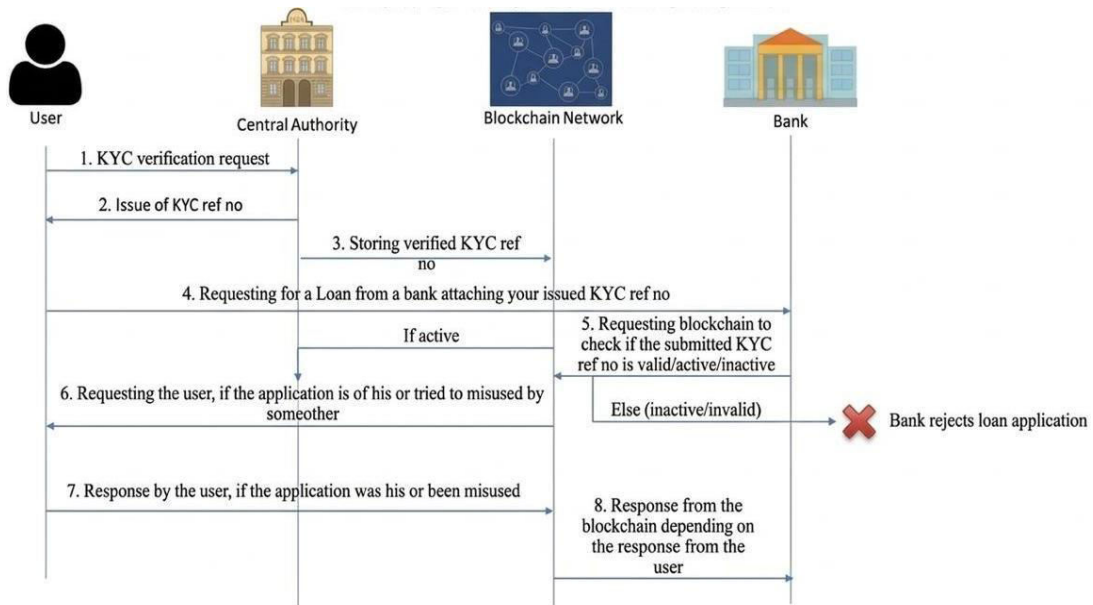 User
Central Authority
Blockchain Network
Bank
1. KYC verification request
2. Issue of KYC ref no
3. Storing verified KYC ref
no
4. Requesting for a Loan from a bank attaching your issued KYC ref no
If active
5. Requesting blockchain to
check if the submitted KYC
ref no is valid/active/inactive
6. Requesting the user, if the application is of his or tried to misused by
someother
Else (inactive/invalid)
Bank rejects loan application
7. Response by the user, if the application was his or been misused
8. Response from the
blockchain depending on
the response from the
user